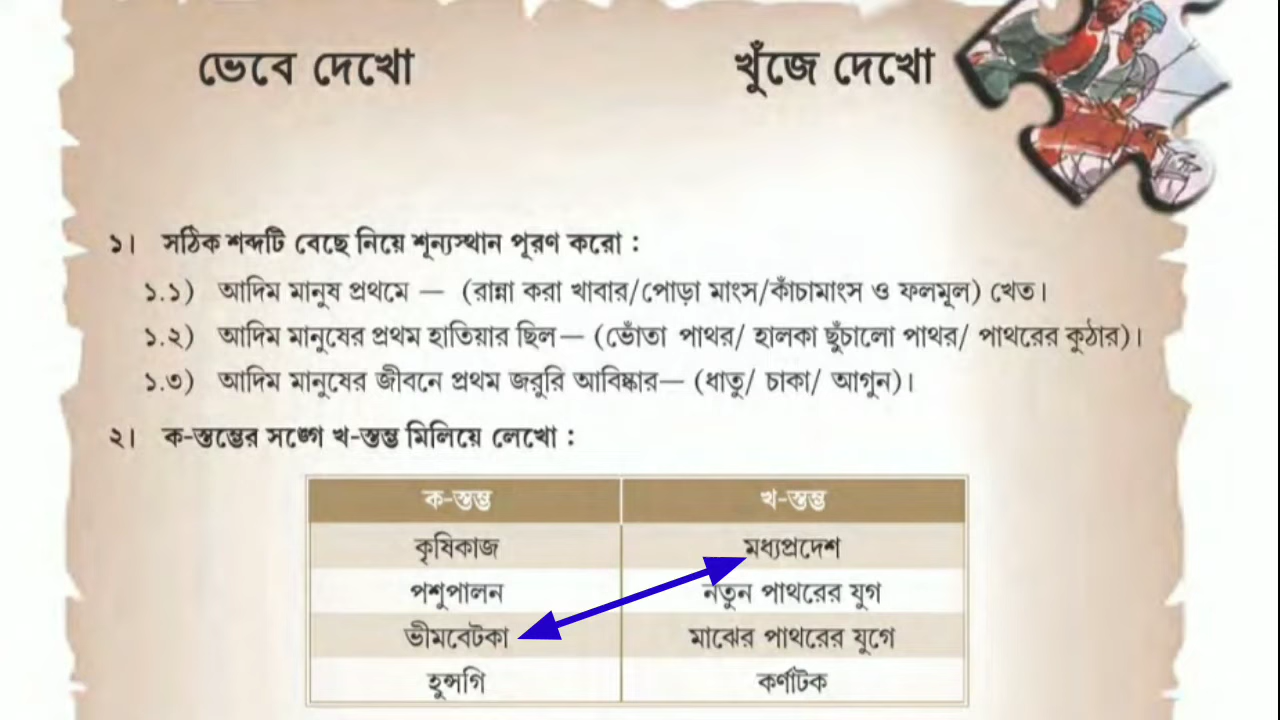 ভেবে দেখো খুঁজে দেখো
১। সঠিক শব্দটি বেছে নিয়ে শূন্যস্থান পূরণ করো :
১.১) আদিম মানুষ প্রথমে — (রান্না করা খাবার/পোড়া মাংস/কাঁচামাংস ও ফলমূল) খেত।
১.২) আদিম মানুষের প্রথম হাতিয়ার ছিল— (ভোঁতা পাথর/ হালকা ছুঁচালো পাথর/ পাথরের কুঠার)।
১.৩) আদিম মানুষের জীবনে প্রথম জরুরি আবিষ্কার— (ধাতু/ চাকা/ আগুন)।
২। ক-স্তম্ভের সঙ্গে খ-স্তম্ভ মিলিয়ে লেখো :
ক-স্তম্ভ খ-স্তম্ভ
কৃষিকাজ মধ্যপ্রদেশ
পশুপালন নতুন পাথরের যুগ
ভীমবেটকা মাঝের পাথরের যুগে
হুন্সগি কর্ণাটক